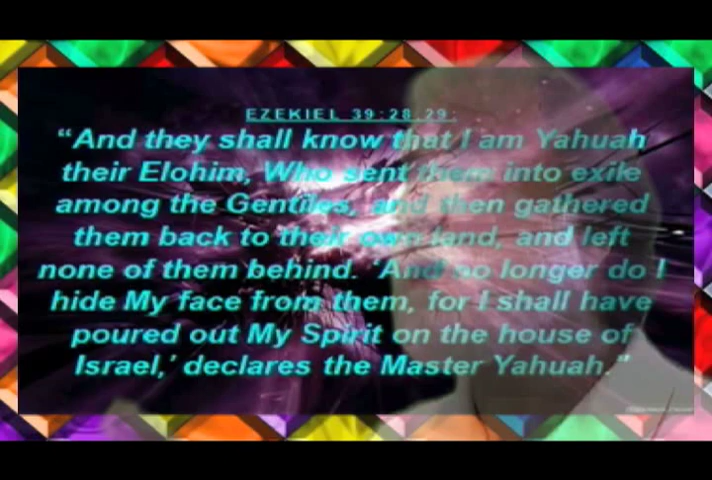 EZEKIEL 39:28,29:
“And they shall know that I am Yahuah
their Elohim, Who sent them into exile
among the Gentiles, and then gathered
them back to their own land, and left
none of them behind. ‘And no longer do I
hide My face from them, for I shall have
poured out My Spirit on the house of
Israel,’ declares the Master Yahuah.”